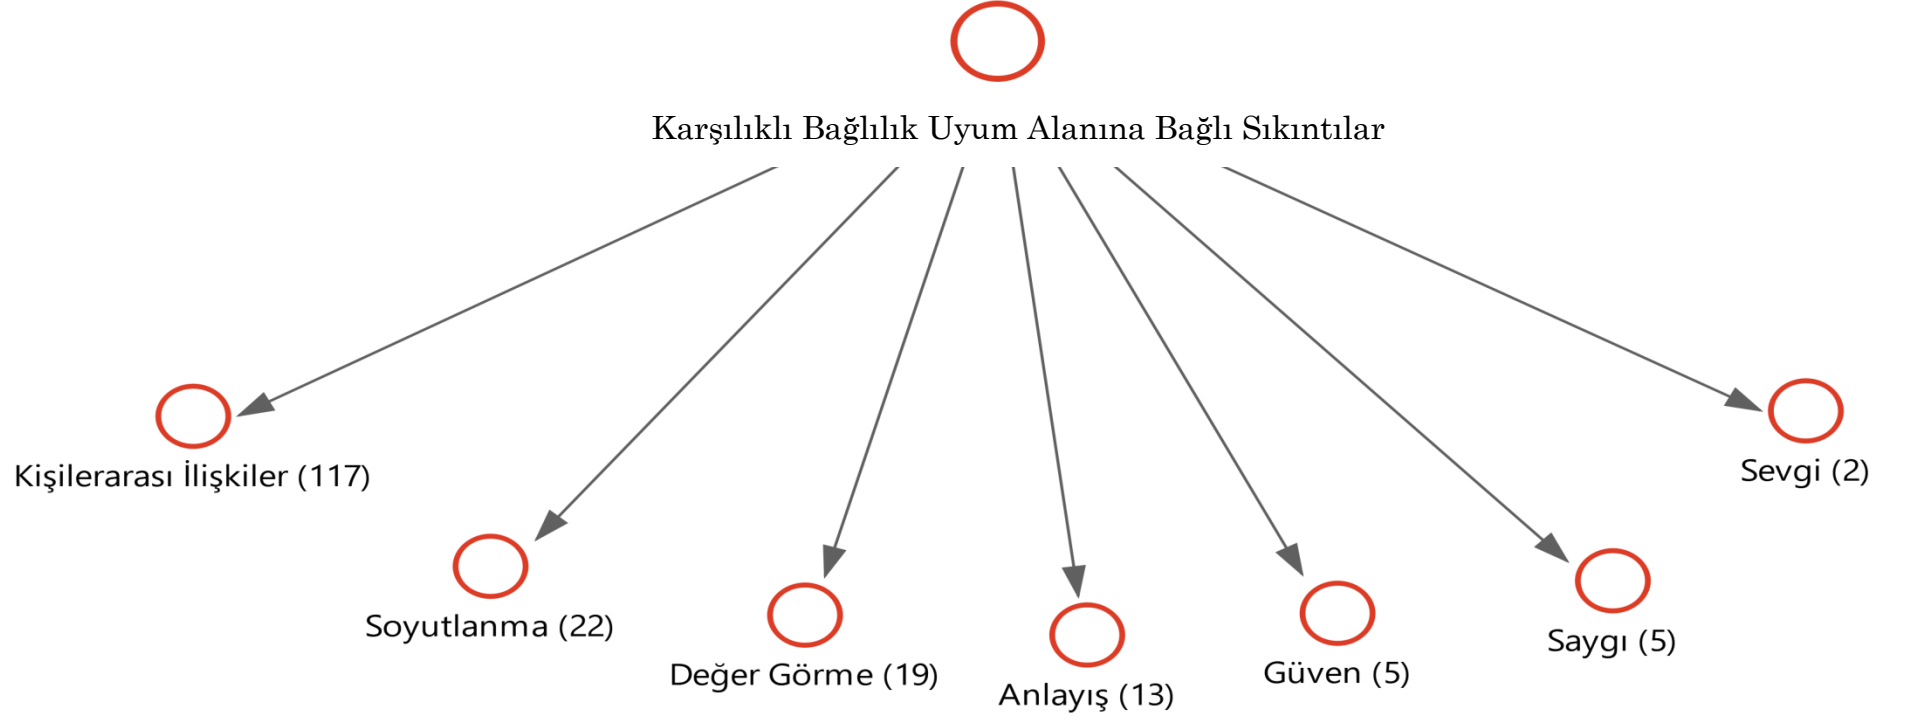 Karşılıklı Bağlılık Uyum Alanına Bağlı Sıkıntılar
Kişilerarası İlişkiler (117)
Soyutlanma (22)
Değer Görme (19)
Anlayış (13)
Güven (5)
Saygı (5)
Sevgi (2)